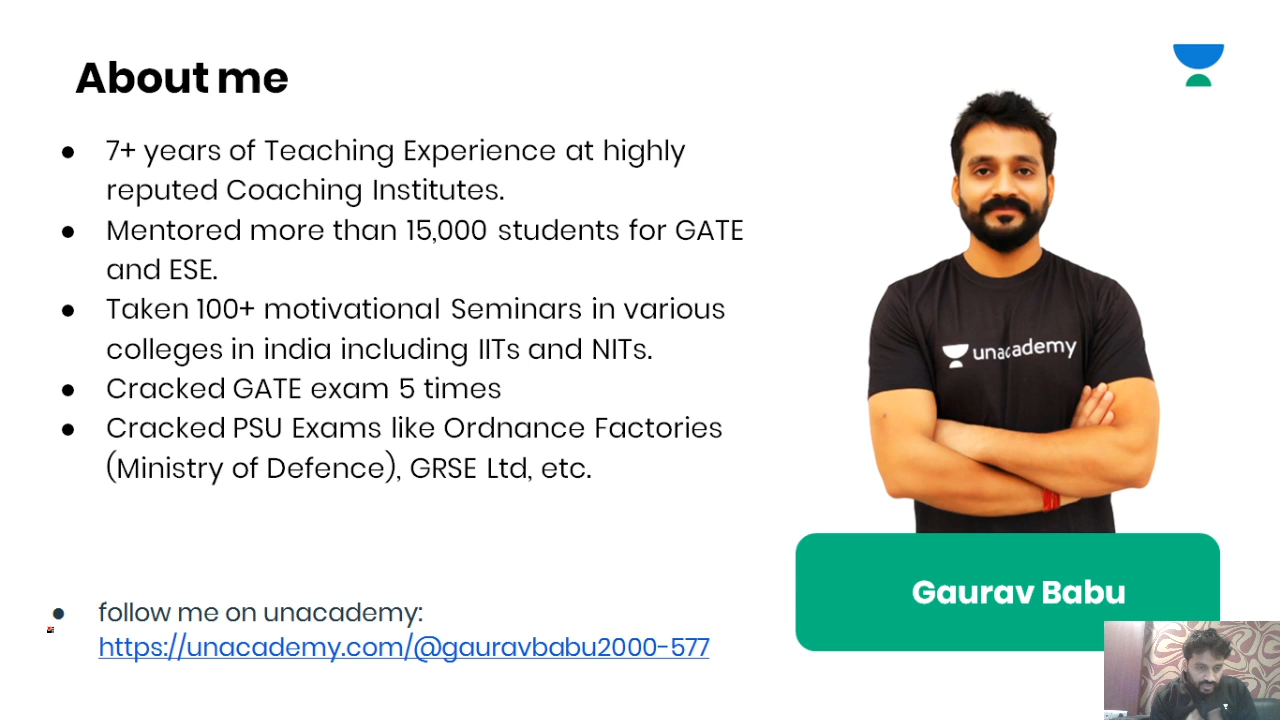 About me
● 7+ years of Teaching Experience at highly
reputed Coaching Institutes.
● Mentored more than 15,000 students for GATE
and ESE.
● Taken 100+ motivational Seminars in various
colleges in india including IITs and NITs.
● Cracked GATE exam 5 times
● Cracked PSU Exams like Ordnance Factories
(Ministry of Defence), GRSE Ltd, etc.
● follow me on unacademy:
https://unacademy.com/@gauravbabu2000-577
unacademy
Gaurav Babu